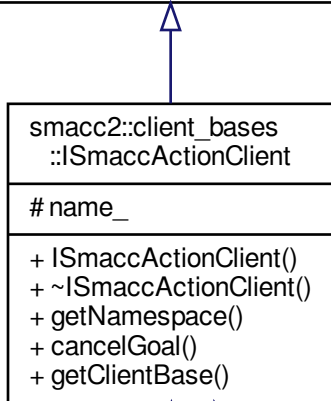 smacc2::client_bases
::ISmaccActionClient
# name_
+ ISmaccActionClient()
+ ~ISmaccActionClient()
+ getNamespace()
+ cancelGoal()
+ getClientBase()